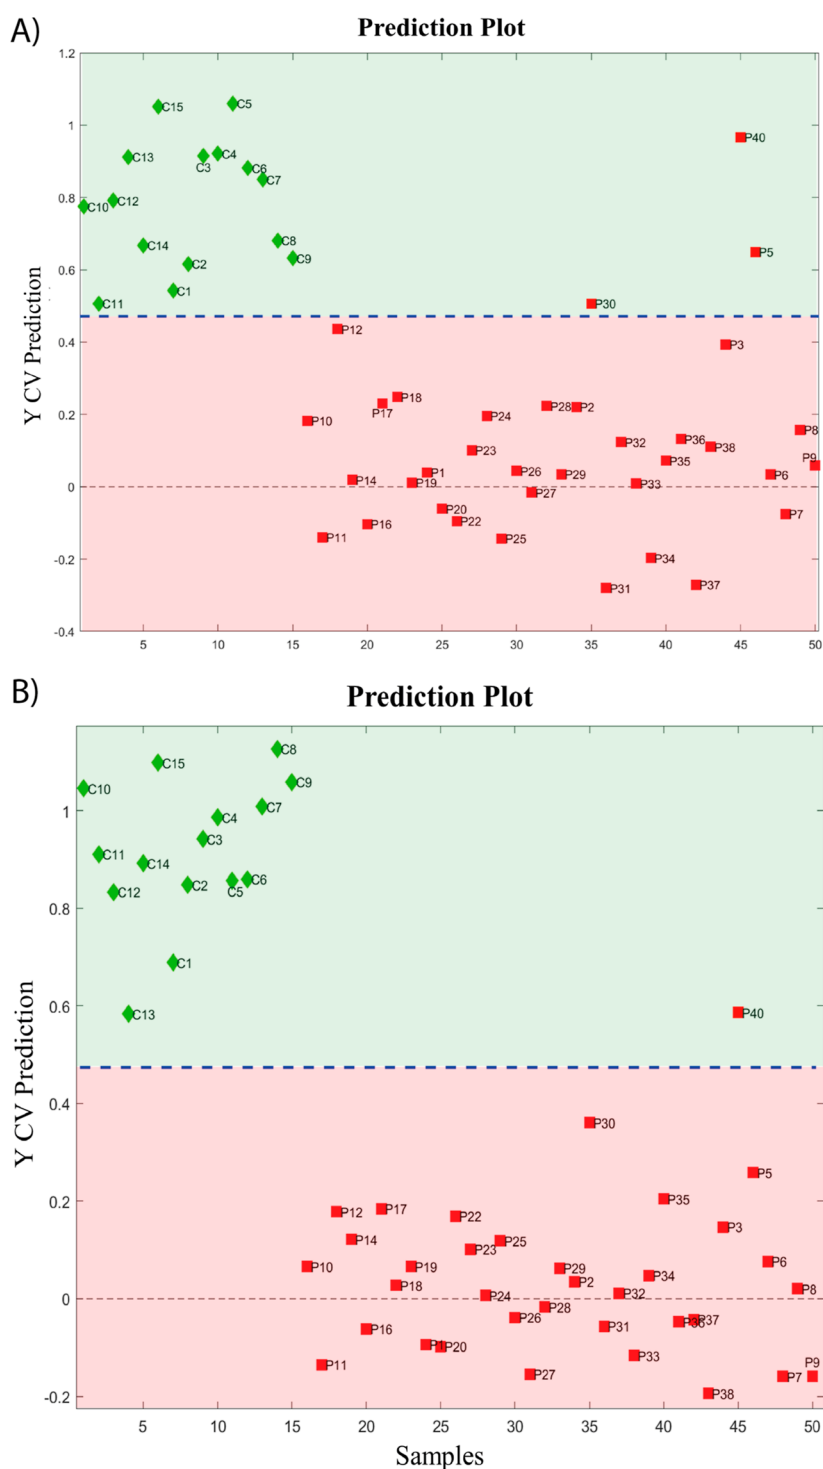 A)
Prediction Plot
1.2
1
0.8
0.6
0.4
0.2
0
-0.2
-0.4
Y CV Prediction
C15
C5
P40
C13
C4
C3
C6
C7
C10
C12
C14
C8
P5
C2
C9
C1
C11
P30
P12
P3
P18
P17
P28
P2
P24
P10
P8
P36
P32
P38
P23
P35
P9
P1
P26
P29
P6
P14
P19
P33
P27
P20
P7
P22
P16
P11
P25
P34
P37
P31
5 10 15 20 25 30 35 40 45 50
B)
Prediction Plot
1
0.8
0.6
0.4
0.2
0
-0.2
Y CV Prediction
C8
C15
C9
C10
C7
C4
C3
C11
C14
C6
C5
C2
C12
C1
C13
P40
P30
P5
P35
P17
P12
P22
P3
P14
P25
P23
P6
P10
P19
P29
P34
P2
P18
P8
P32
P24
P28
P26
P37
P36
P31
P16
P1
P20
P33
P11
P9
P27
P7
P38
5 10 15 20 25 30 35 40 45 50
Samples